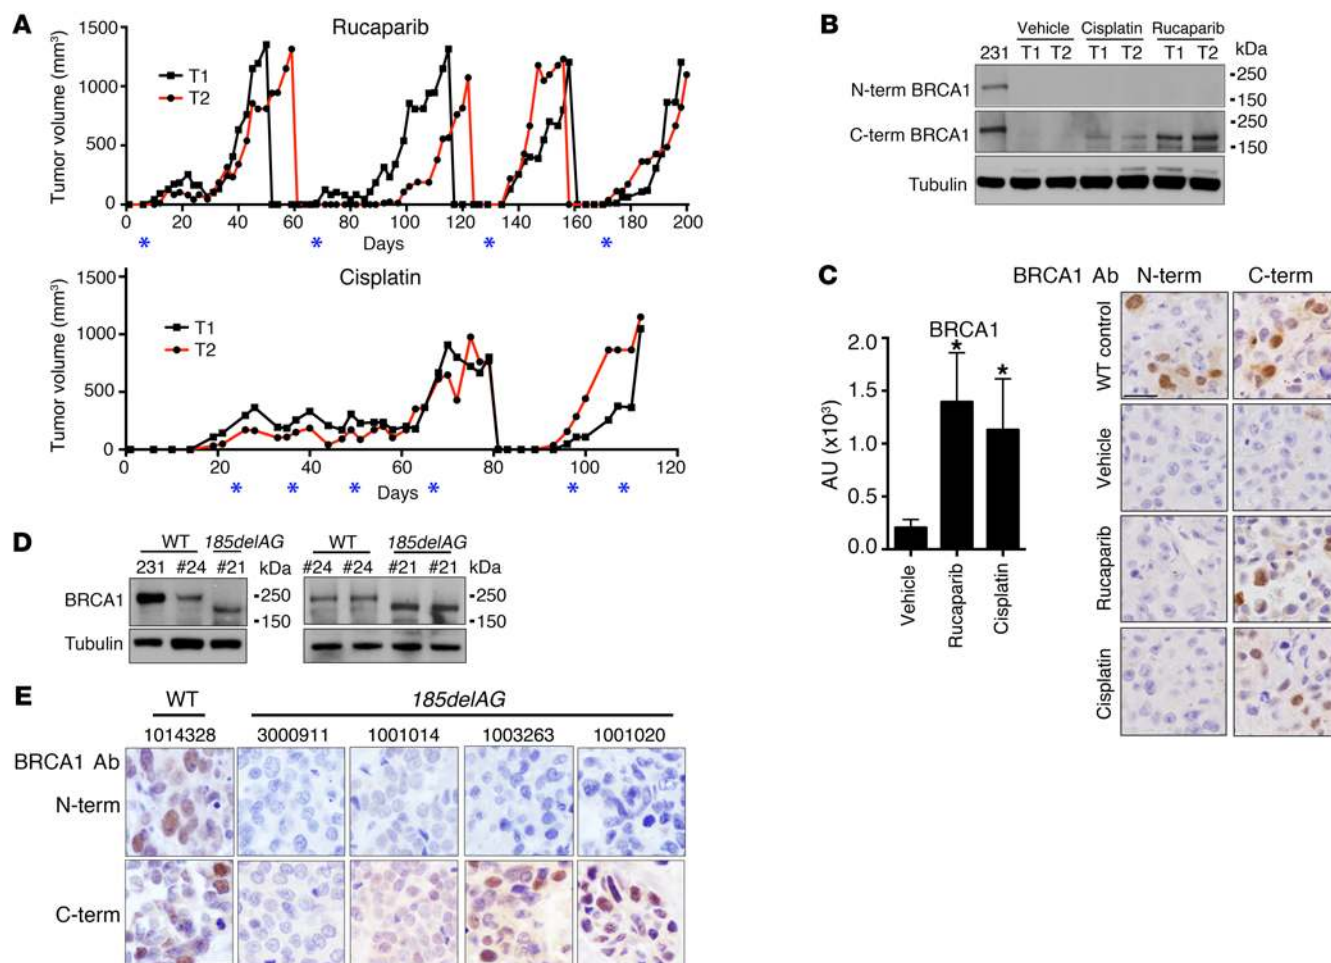 A
Rucaparib
Tumor volume (mm³)
1500
1000
500
0
T1
T2
0 20 40 60 80 100 120 140 160 180 200
* * * *
Days
Cisplatin
Tumor volume (mm³)
1500
1000
500
0
T1
T2
0 20 40 60 80 100 120
* * * * * *
Days
B
Vehicle Cisplatin Rucaparib
231 T1 T2 T1 T2 T1 T2 kDa
N-term BRCA1
-250
-150
C-term BRCA1
-250
-150
Tubulin
C
BRCA1
AU (x10³)
2.0
1.5
1.0
0.5
0.0
* *
Vehicle
Rucaparib
Cisplatin
BRCA1 Ab N-term C-term
WT control
Vehicle
Rucaparib
Cisplatin
D
WT 185delAG WT 185delAG
231 #24 #21 kDa #24 #24 #21 #21 kDa
BRCA1 -250 -250
-150 -150
Tubulin
E
WT 185delAG
1014328 3000911 1001014 1003263 1001020
BRCA1 Ab
N-term
C-term